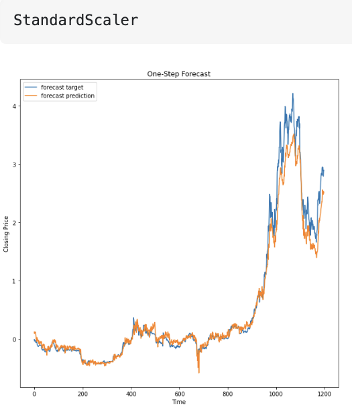 StandardScaler
One-Step Forecast
forecast target
forecast prediction
Closing Price
4
3
2
1
0
0 200 400 600 800 1000 1200
Time